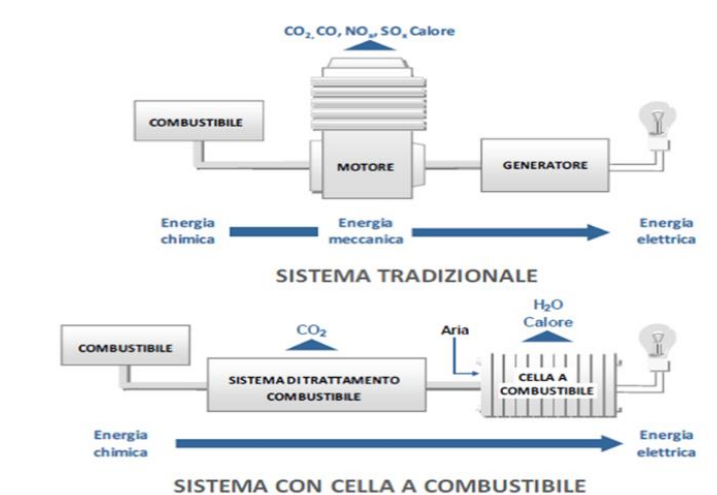 CO₂, CO, NOₓ, SOₓ Calore
COMBUSTIBILE
MOTORE
GENERATORE
Energia
chimica
Energia
meccanica
Energia
elettrica
SISTEMA TRADIZIONALE
COMBUSTIBILE
CO₂
SISTEMA DI TRATTAMENTO
COMBUSTIBILE
Aria
H₂O
Calore
CELLA A
COMBUSTIBILE
Energia
chimica
Energia
elettrica
SISTEMA CON CELLA A COMBUSTIBILE